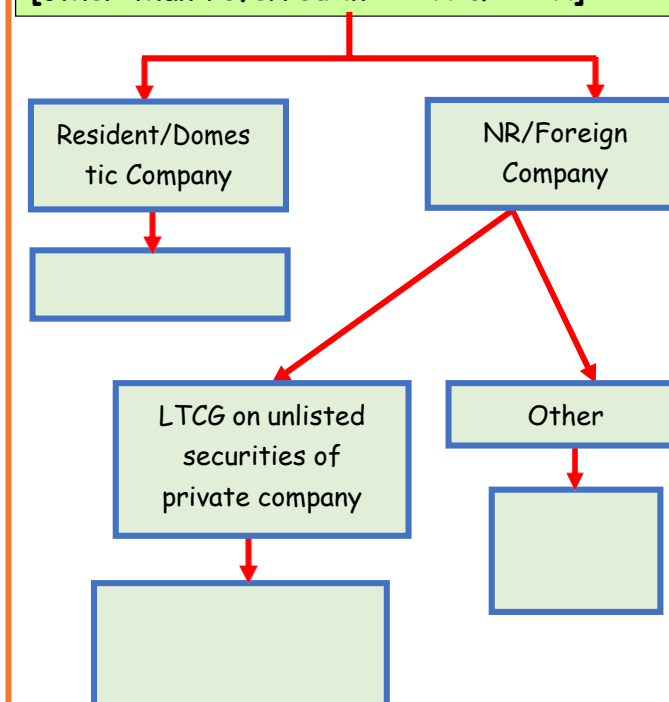 Resident/Domes
tic Company
NR/Foreign
Company
LTCG on unlisted
securities of
private company
Other